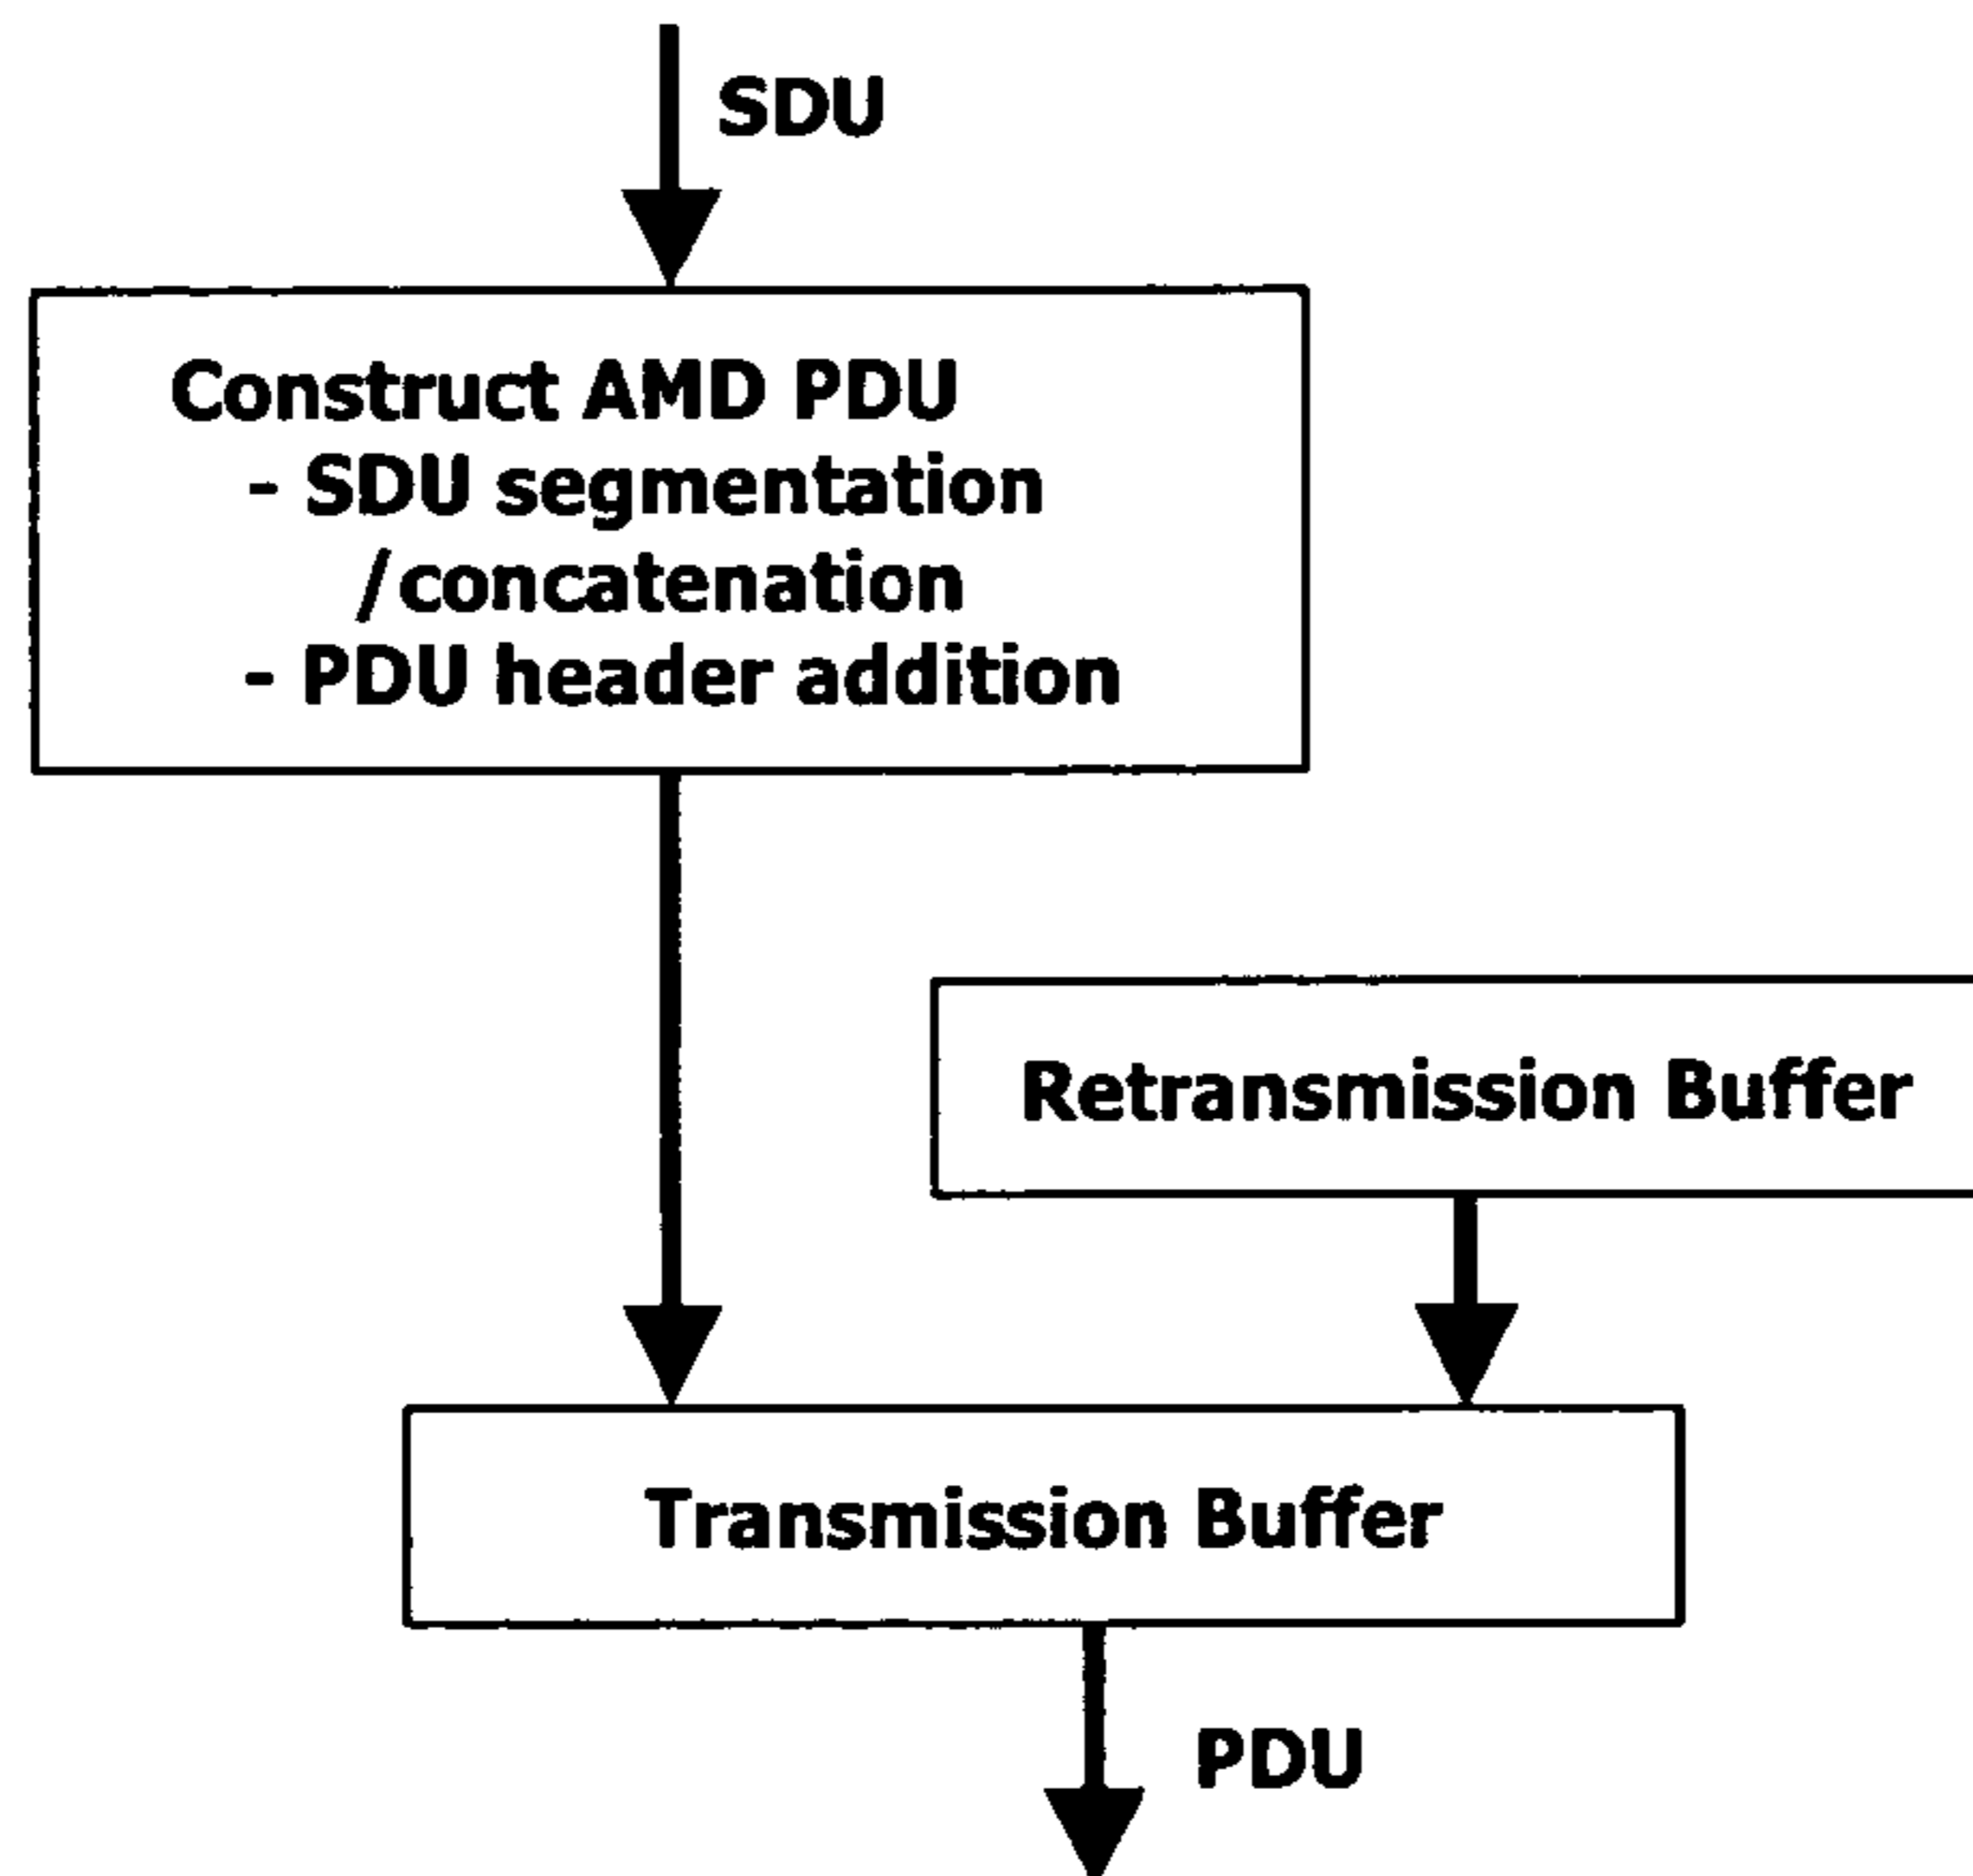 SDU
Construct AMD PDU
- SDU segmentation
/concatenation
- PDU header addition
Retransmission Buffer
Transmission Buffer
PDU